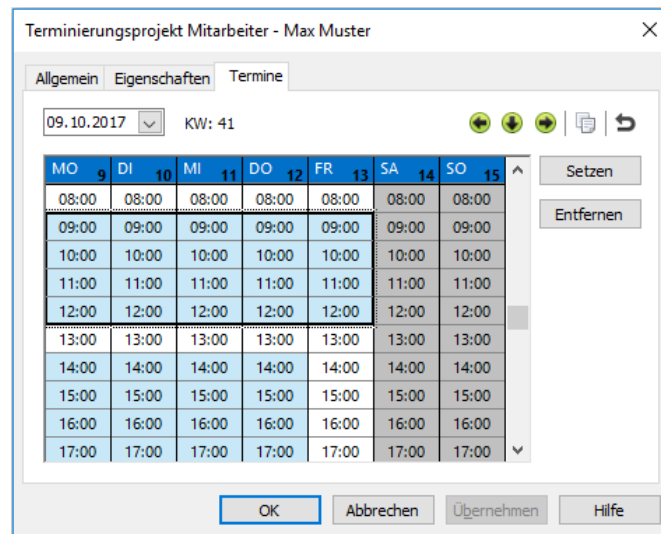 Terminierungsprojekt Mitarbeiter - Max Muster
Allgemein Eigenschaften Termine
09.10.2017 KW: 41
MO 9 DI 10 MI 11 DO 12 FR 13 SA 14 SO 15 Setzen
08:00 08:00 08:00 08:00 08:00 08:00 08:00
Entfernen
09:00 09:00 09:00 09:00 09:00 09:00 09:00
10:00 10:00 10:00 10:00 10:00 10:00 10:00
11:00 11:00 11:00 11:00 11:00 11:00 11:00
12:00 12:00 12:00 12:00 12:00 12:00 12:00
13:00 13:00 13:00 13:00 13:00 13:00 13:00
14:00 14:00 14:00 14:00 14:00 14:00 14:00
15:00 15:00 15:00 15:00 15:00 15:00 15:00
16:00 16:00 16:00 16:00 16:00 16:00 16:00
17:00 17:00 17:00 17:00 17:00 17:00 17:00
OK Abbrechen Übernehmen Hilfe